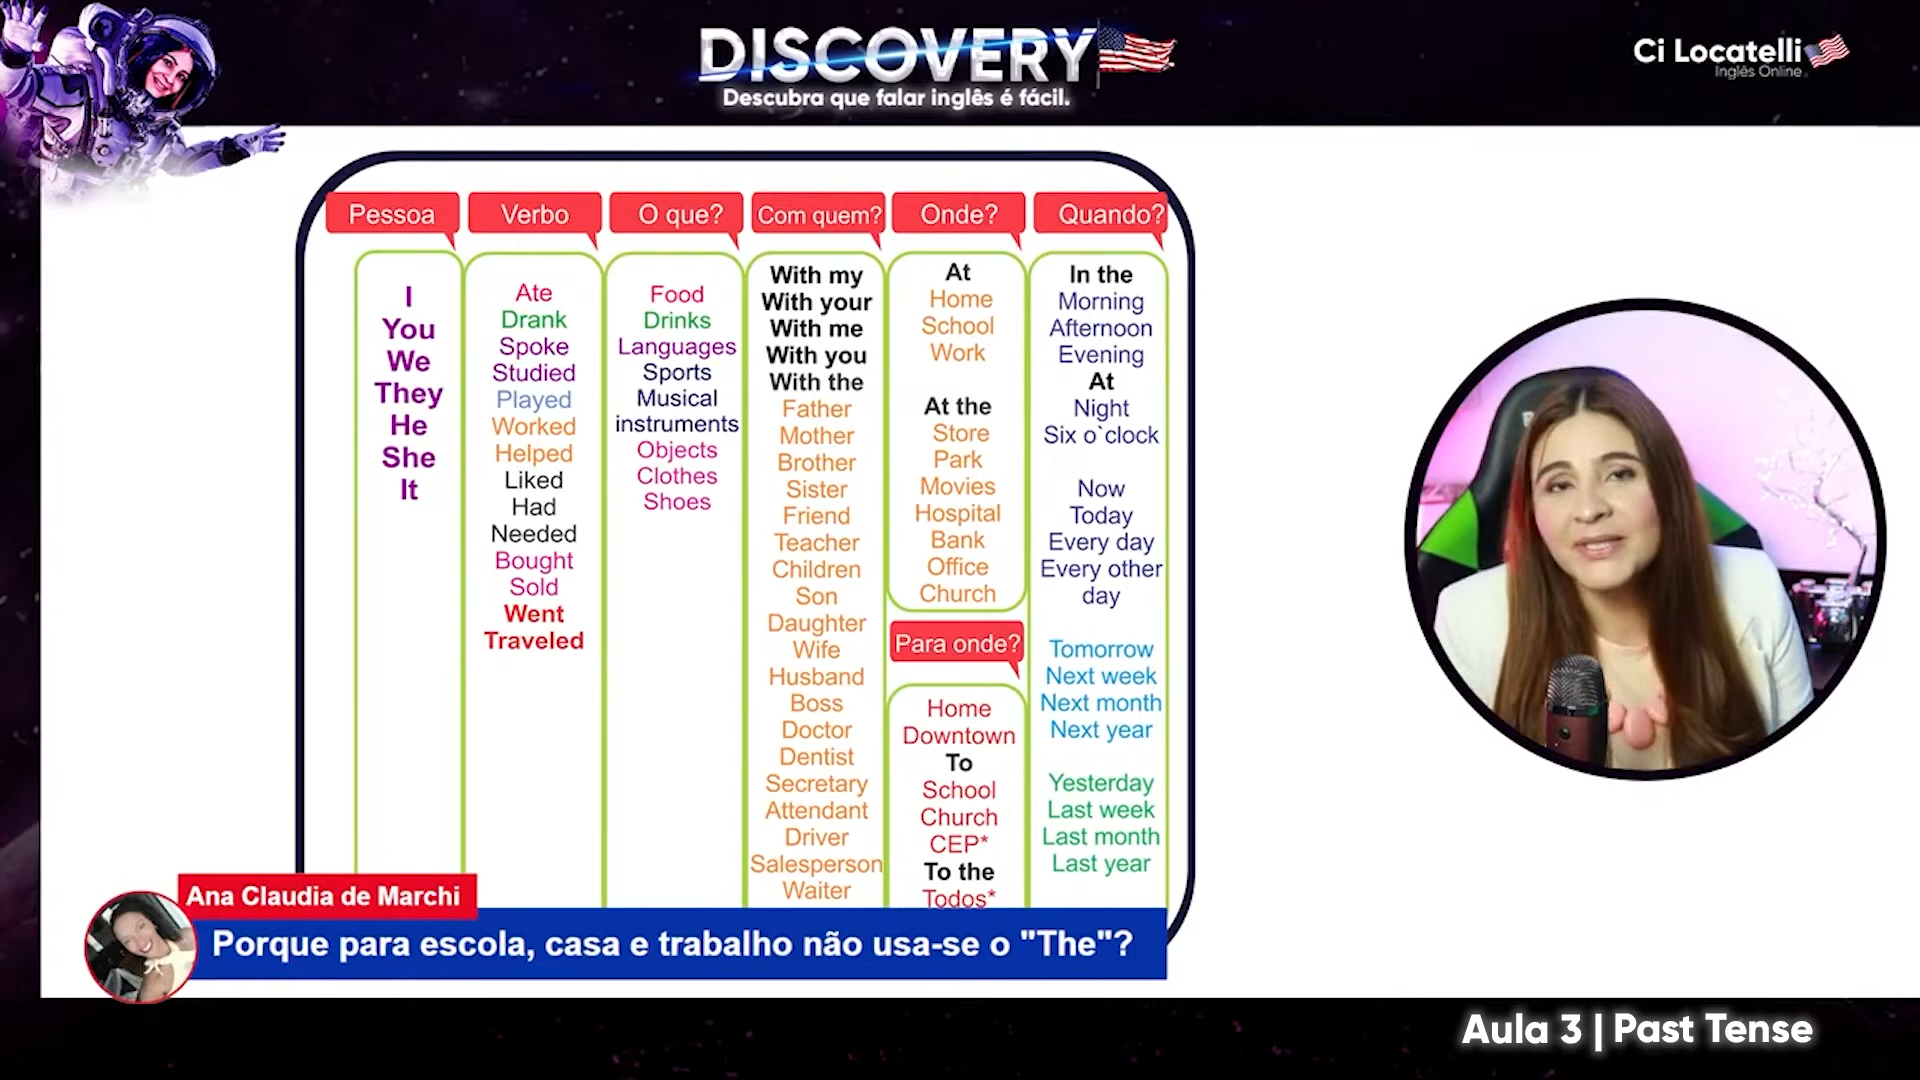 DISCOVERY
Descubra que falar inglês é fácil.
Ci Locatelli
Inglês Online
Pessoa
I
You
We
They
He
She
It
Verbo
Ate
Drank
Spoke
Studied
Played
Worked
Helped
Liked
Had
Needed
Bought
Sold
Went
Traveled
O que?
Food
Drinks
Languages
Sports
Musical
instruments
Objects
Clothes
Shoes
Com quem?
With my
With your
With me
With you
With the
Father
Mother
Brother
Sister
Friend
Teacher
Children
Son
Daughter
Wife
Husband
Boss
Doctor
Dentist
Secretary
Attendant
Driver
Salesperson
Waiter
Onde?
At
Home
School
Work
At the
Store
Park
Movies
Hospital
Bank
Office
Church
Para onde?
Home
Downtown
To
School
Church
CEP*
To the
Todos*
Quando?
In the
Morning
Afternoon
Evening
At
Night
Six o`clock
Now
Today
Every day
Every other
day
Tomorrow
Next week
Next month
Next year
Yesterday
Last week
Last month
Last year
Ana Claudia de Marchi
Porque para escola, casa e trabalho não usa-se o "The"?
Aula 3 | Past Tense